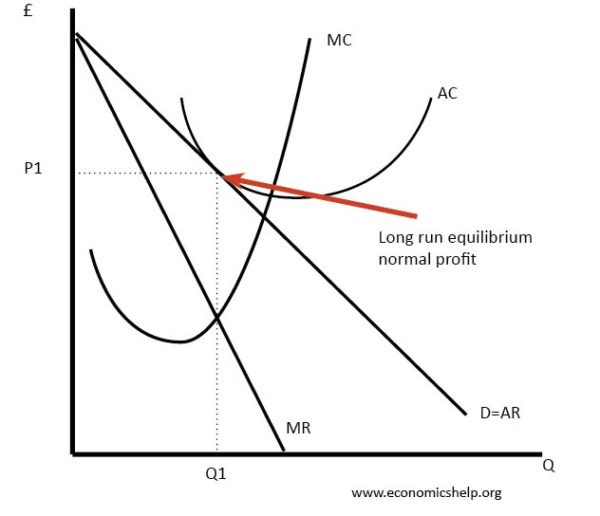 £
MC
AC
P1
Long run equilibrium
normal profit
D=AR
MR
Q1
Q
www.economicshelp.org